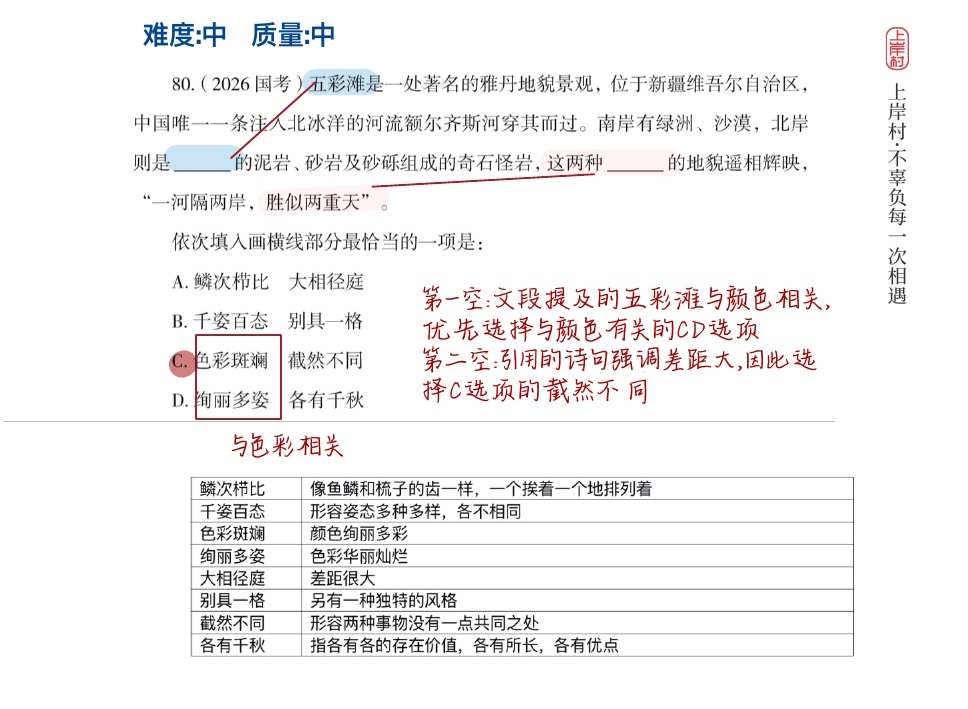 难度:中 质量:中
80.（2026国考）五彩滩是一处著名的雅丹地貌景观，位于新疆维吾尔自治区，
中国唯一一条注入北冰洋的河流额尔齐斯河穿其而过。南岸有绿洲、沙漠，北岸
则是______的泥岩、砂岩及砂砾组成的奇石怪岩，这两种______的地貌遥相辉映，
“一河隔两岸，胜似两重天”。
依次填入画横线部分最恰当的一项是：
A. 鳞次栉比 大相径庭
B. 千姿百态 别具一格
C. 色彩斑斓 截然不同
D. 绚丽多姿 各有千秋
第一空:文段提及的五彩滩与颜色相关,
优先选择与颜色有关的CD选项
第二空:引用的诗句强调差距大,因此选
择C选项的截然不同
与色彩相关
鳞次栉比 像鱼鳞和梳子的齿一样，一个挨着一个地排列着
千姿百态 形容姿态多种多样，各不相同
色彩斑斓 颜色绚丽多彩
绚丽多姿 色彩华丽灿烂
大相径庭 差距很大
别具一格 另有一种独特的风格
截然不同 形容两种事物没有一点共同之处
各有千秋 指各有各的存在价值，各有所长，各有优点
上岸村
上岸村·不辜负每一次相遇